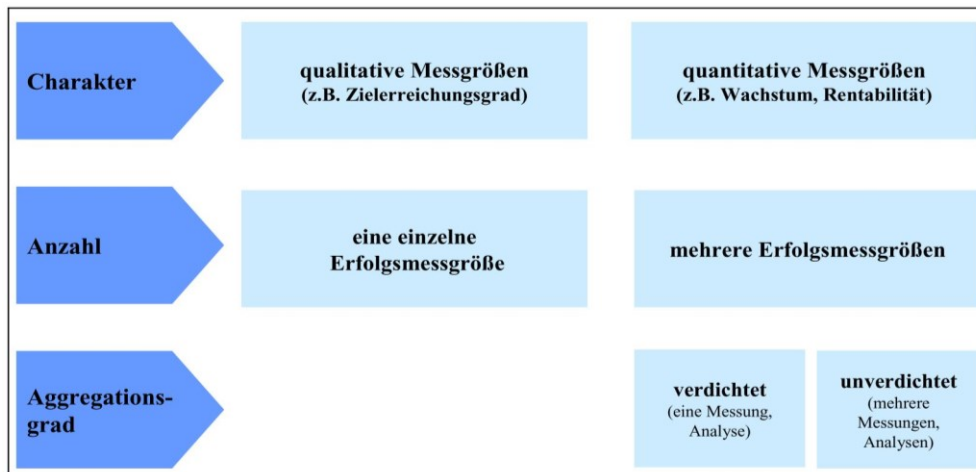 Charakter
qualitative Messgrößen
(z.B. Zielerreichungsgrad)
quantitative Messgrößen
(z.B. Wachstum, Rentabilität)
Anzahl
eine einzelne
Erfolgsmessgröße
mehrere Erfolgsmessgrößen
Aggregations-
grad
verdichtet
(eine Messung,
Analyse)
unverdichtet
(mehrere
Messungen,
Analysen)